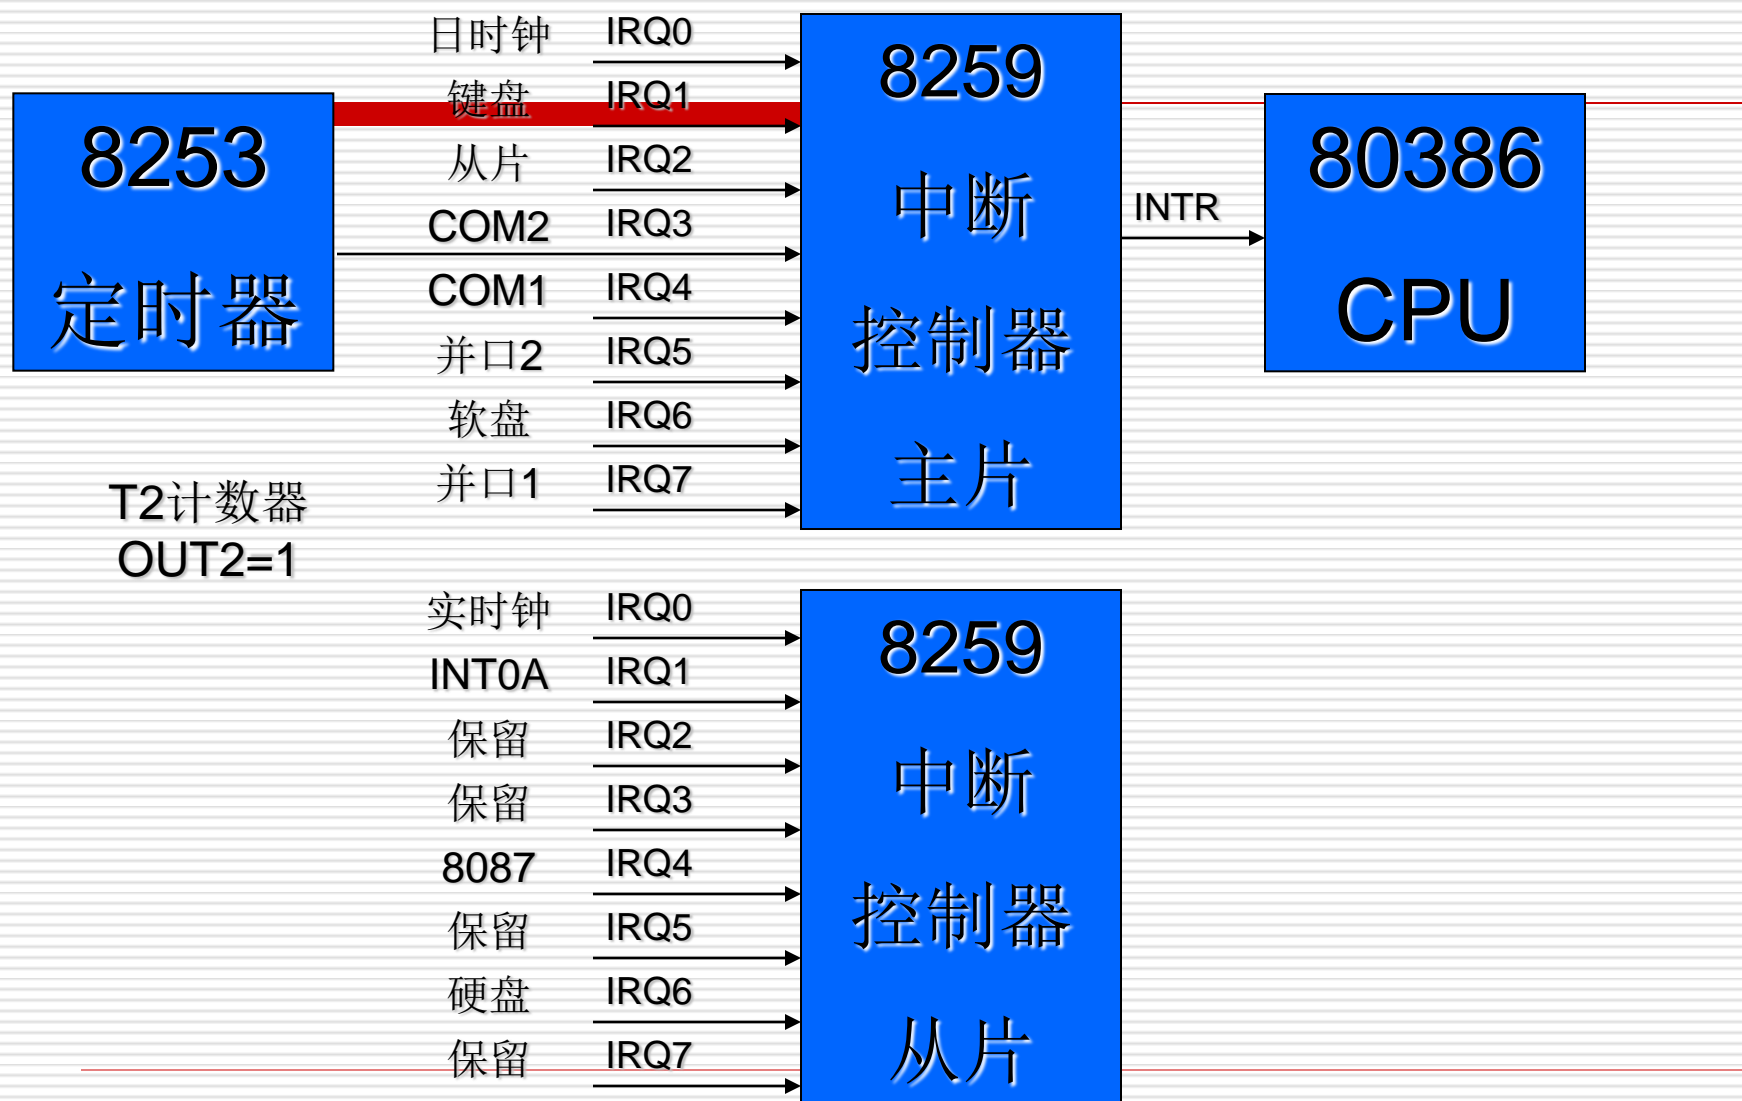 8253
定时器
T2计数器
OUT2=1
日时钟 IRQ0
键盘 IRQ1
从片 IRQ2
COM2 IRQ3
COM1 IRQ4
并口2 IRQ5
软盘 IRQ6
并口1 IRQ7
8259
中断
控制器
主片
INTR
80386
CPU
实时钟 IRQ0
INT0A IRQ1
保留 IRQ2
保留 IRQ3
8087 IRQ4
保留 IRQ5
硬盘 IRQ6
保留 IRQ7
8259
中断
控制器
从片